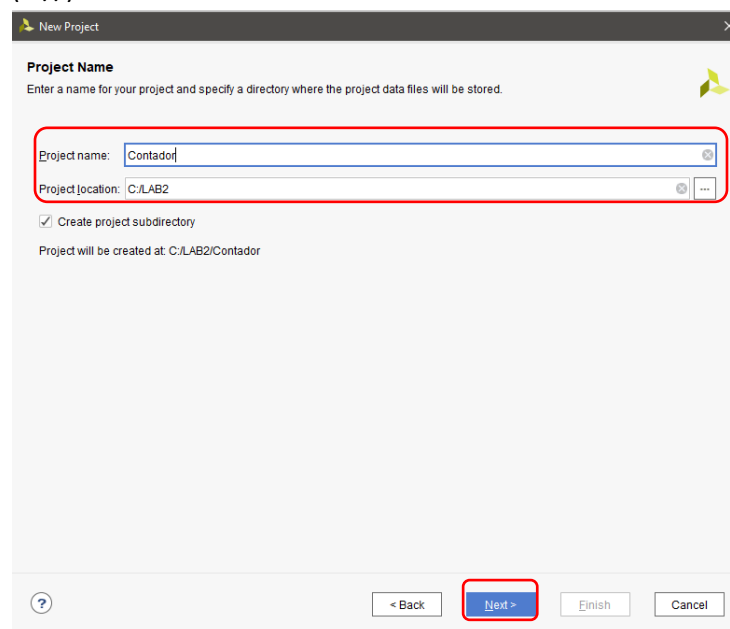 New Project
Project Name
Enter a name for your project and specify a directory where the project data files will be stored.
Project name: Contador
Project location: C:/LAB2 ...
Create project subdirectory
Project will be created at: C:/LAB2/Contador
? < Back Next > Finish Cancel